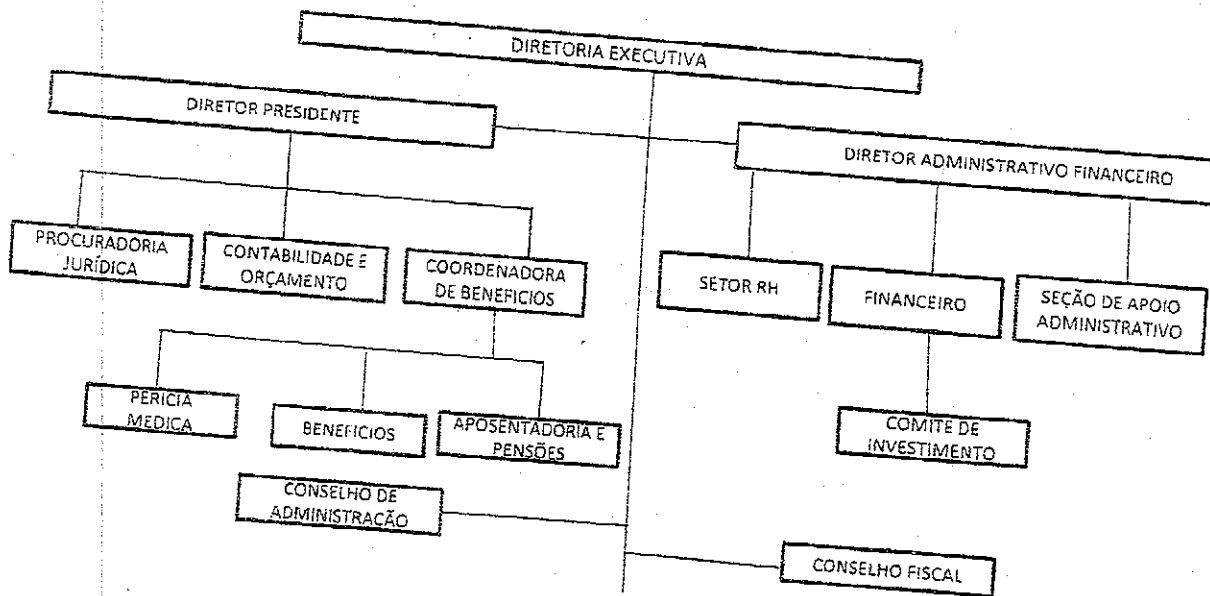 DIRETORIA EXECUTIVA
DIRETOR PRESIDENTE
DIRETOR ADMINISTRATIVO FINANCEIRO
PROCURADORIA
JURÍDICA
CONTABILIDADE E
ORÇAMENTO
COORDENADORA
DE BENEFICIOS
SETOR RH
FINANCEIRO
SEÇÃO DE APOIO
ADMINISTRATIVO
PERICIA
MEDICA
BENEFICIOS
APOSENTADORIA E
PENSÕES
COMITE DE
INVESTIMENTO
CONSELHO DE
ADMINISTRAÇÃO
CONSELHO FISCAL